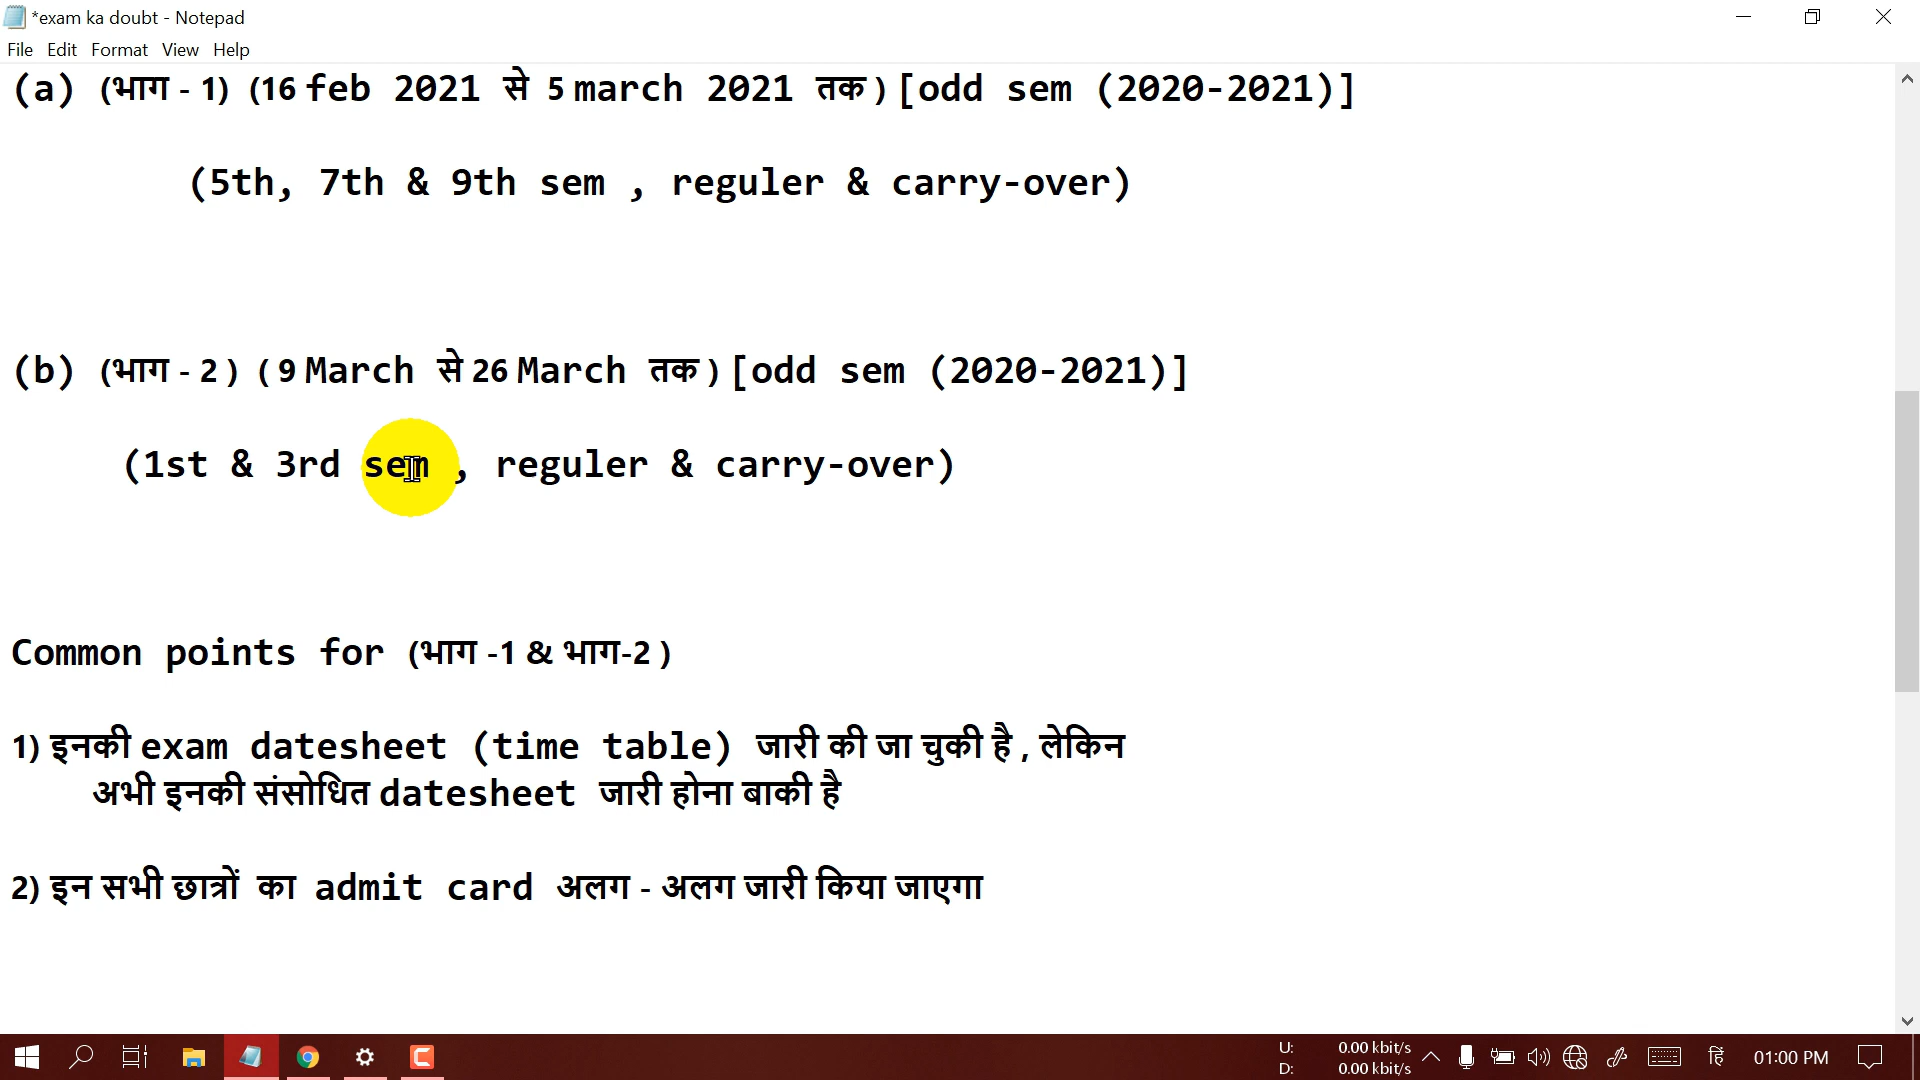 *exam ka doubt - Notepad
File Edit Format View Help
(a) (भाग - 1) (16 feb 2021 से 5 march 2021 तक ) [odd sem (2020-2021)]
(5th, 7th & 9th sem , reguler & carry-over)
(b) (भाग - 2 ) ( 9 March से 26 March तक ) [odd sem (2020-2021)]
(1st & 3rd sem , reguler & carry-over)
Common points for (भाग -1 & भाग-2 )
1) इनकी exam datesheet (time table) जारी की जा चुकी है , लेकिन
अभी इनकी संसोधित datesheet जारी होना बाकी है
2) इन सभी छात्रों का admit card अलग - अलग जारी किया जाएगा
U: 0.00 kbit/s
D: 0.00 kbit/s
हिं 01:00 PM